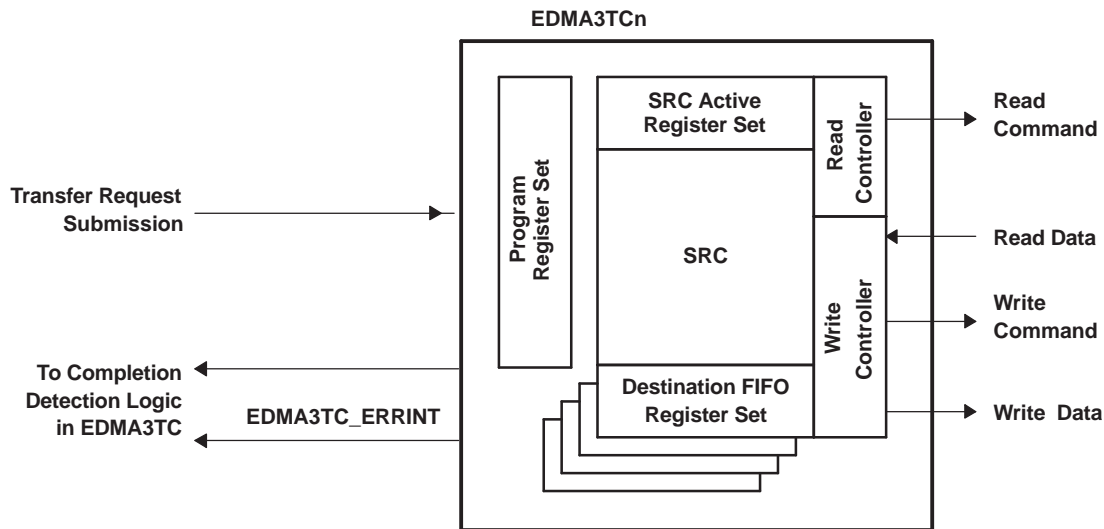 EDMA3TCn
SRC Active
Register Set
Read
Controller
Read
Command
Program
Register Set
Transfer Request
Submission
SRC
Read Data
Write
Controller
Write
Command
To Completion
Detection Logic
in EDMA3TC
EDMA3TC_ERRINT
Destination FIFO
Register Set
Write Data